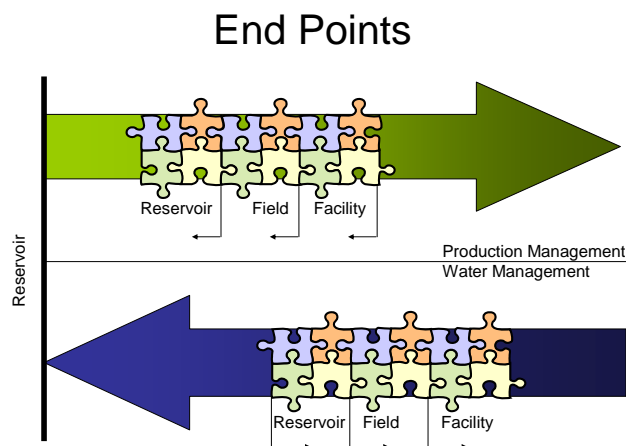 End Points
Reservoir Field Facility
Reservoir
Production Management
Water Management
Reservoir Field Facility